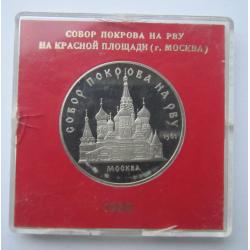 СОБОР ПОКРОВА НА РВУ
НА КРАСНОЙ ПЛОЩАДИ (г. МОСКВА)
СОБОР ПОКРОВА НА РВУ
1561
МОСКВА